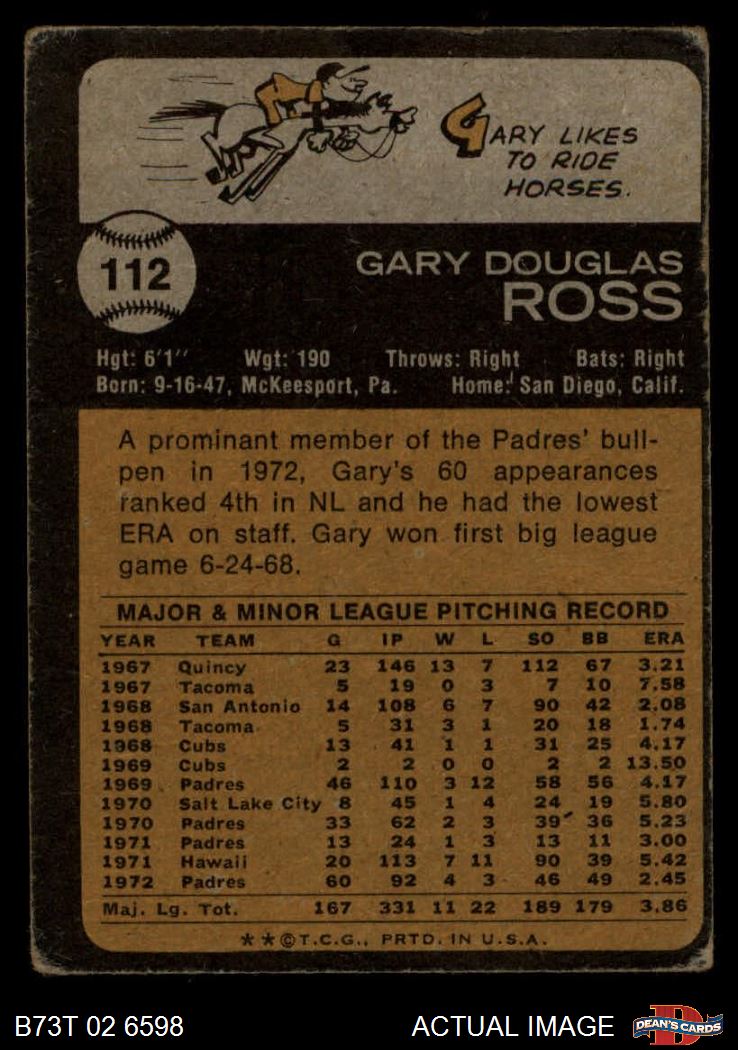 GARY LIKES
TO RIDE
HORSES.
112
GARY DOUGLAS
ROSS
Hgt: 6'1" Wgt: 190 Throws: Right Bats: Right
Born: 9-16-47, McKeesport, Pa. Home: San Diego, Calif.
A prominant member of the Padres' bull-
pen in 1972, Gary's 60 appearances
ranked 4th in NL and he had the lowest
ERA on staff. Gary won first big league
game 6-24-68.
MAJOR & MINOR LEAGUE PITCHING RECORD
YEAR TEAM G IP W L SO BB ERA
1967 Quincy 23 146 13 7 112 67 3.21
1967 Tacoma 5 19 0 3 7 10 7.58
1968 San Antonio 14 108 6 7 90 42 2.08
1968 Tacoma 5 31 3 1 20 18 1.74
1968 Cubs 13 41 1 1 31 25 4.17
1969 Cubs 2 2 0 0 2 2 13.50
1969 Padres 46 110 3 12 58 56 4.17
1970 Salt Lake City 8 45 1 4 24 19 5.80
1970 Padres 33 62 2 3 39 36 5.23
1971 Padres 13 24 1 3 13 11 3.00
1971 Hawaii 20 113 7 11 90 39 5.42
1972 Padres 60 92 4 3 46 49 2.45
Maj. Lg. Tot. 167 331 11 22 189 179 3.86
**©T.C.G., PRTD. IN U.S.A.
B73T 02 6598 ACTUAL IMAGE DEAN'S CARDS